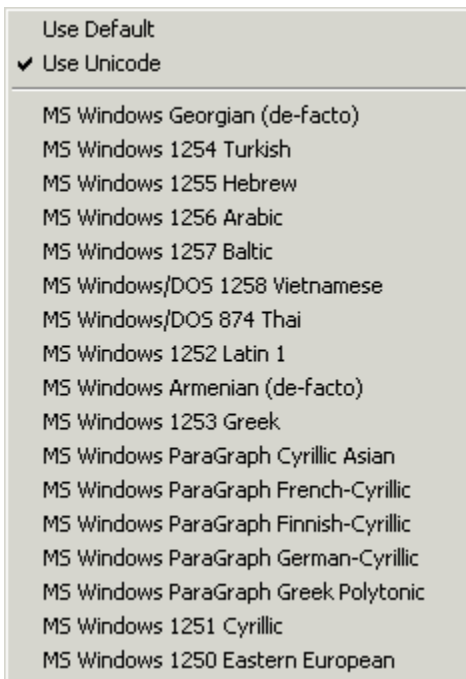 Use Default
Use Unicode
MS Windows Georgian (de-facto)
MS Windows 1254 Turkish
MS Windows 1255 Hebrew
MS Windows 1256 Arabic
MS Windows 1257 Baltic
MS Windows/DOS 1258 Vietnamese
MS Windows/DOS 874 Thai
MS Windows 1252 Latin 1
MS Windows Armenian (de-facto)
MS Windows 1253 Greek
MS Windows ParaGraph Cyrillic Asian
MS Windows ParaGraph French-Cyrillic
MS Windows ParaGraph Finnish-Cyrillic
MS Windows ParaGraph German-Cyrillic
MS Windows ParaGraph Greek Polytonic
MS Windows 1251 Cyrillic
MS Windows 1250 Eastern European